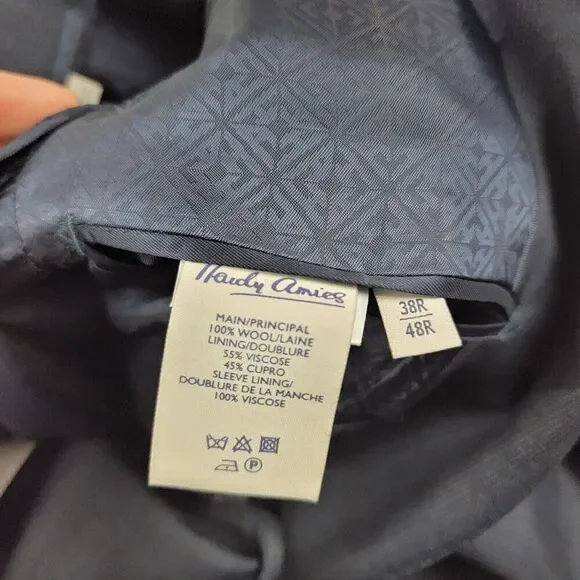 Hardy Amies
MAIN/PRINCIPAL
100% WOOL/LAINE
LINING/DOUBLURE
55% VISCOSE
45% CUPRO
SLEEVE LINING/
DOUBLURE DE LA MANCHE
100% VISCOSE
P
38R
48R